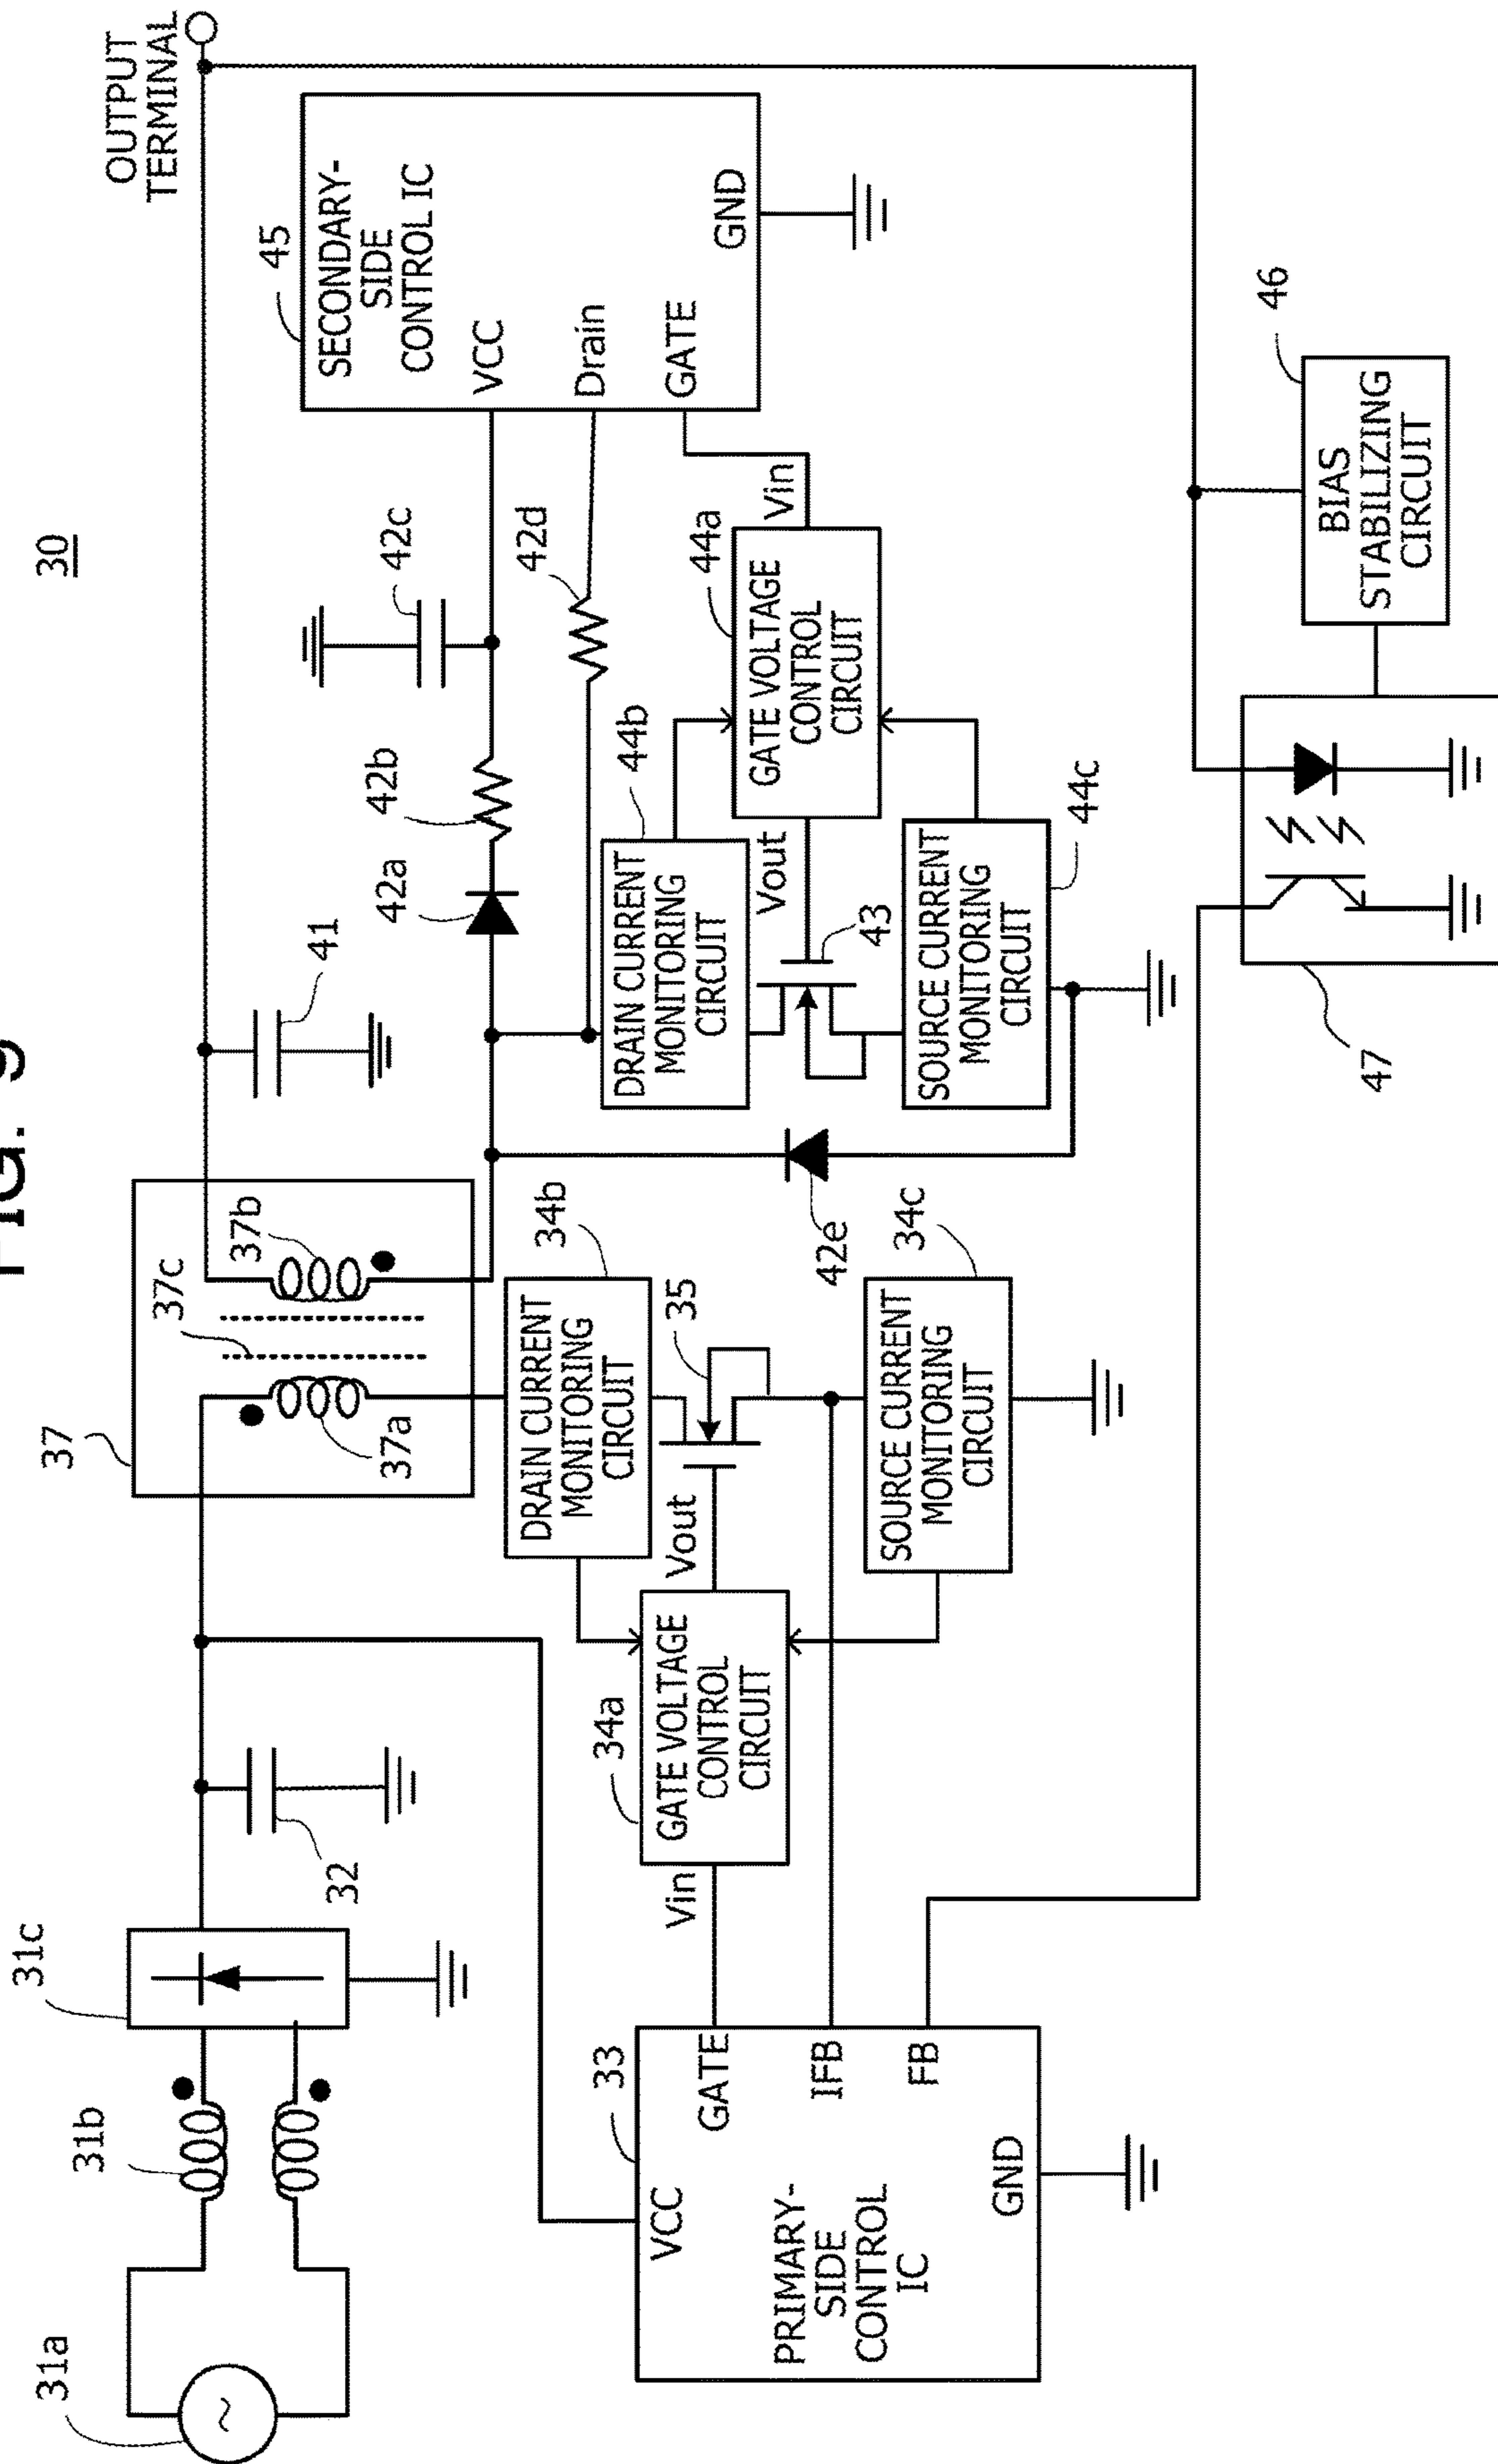 FIG. 9
30
31a
31b
31c
32
37
37a
37c
37b
41
42a
42b
42c
42d
OUTPUT
TERMINAL
33
VCC
PRIMARY-
SIDE
CONTROL
IC
GATE
IFB
FB
GND
Vin
34a
GATE VOLTAGE
CONTROL
CIRCUIT
Vout
34b
DRAIN CURRENT
MONITORING
CIRCUIT
35
34c
SOURCE CURRENT
MONITORING
CIRCUIT
42e
44b
DRAIN CURRENT
MONITORING
CIRCUIT
Vout
43
44c
SOURCE CURRENT
MONITORING
CIRCUIT
44a
GATE VOLTAGE
CONTROL
CIRCUIT
Vin
45
SECONDARY-
SIDE
CONTROL IC
VCC
Drain
GATE
GND
46
BIAS
STABILIZING
CIRCUIT
47